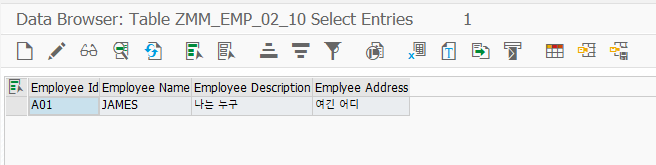 Data Browser: Table ZMM_EMP_02_10 Select Entries 1
Employee Id Employee Name Employee Description Emplyee Address
A01 JAMES 나는 누구 여긴 어디